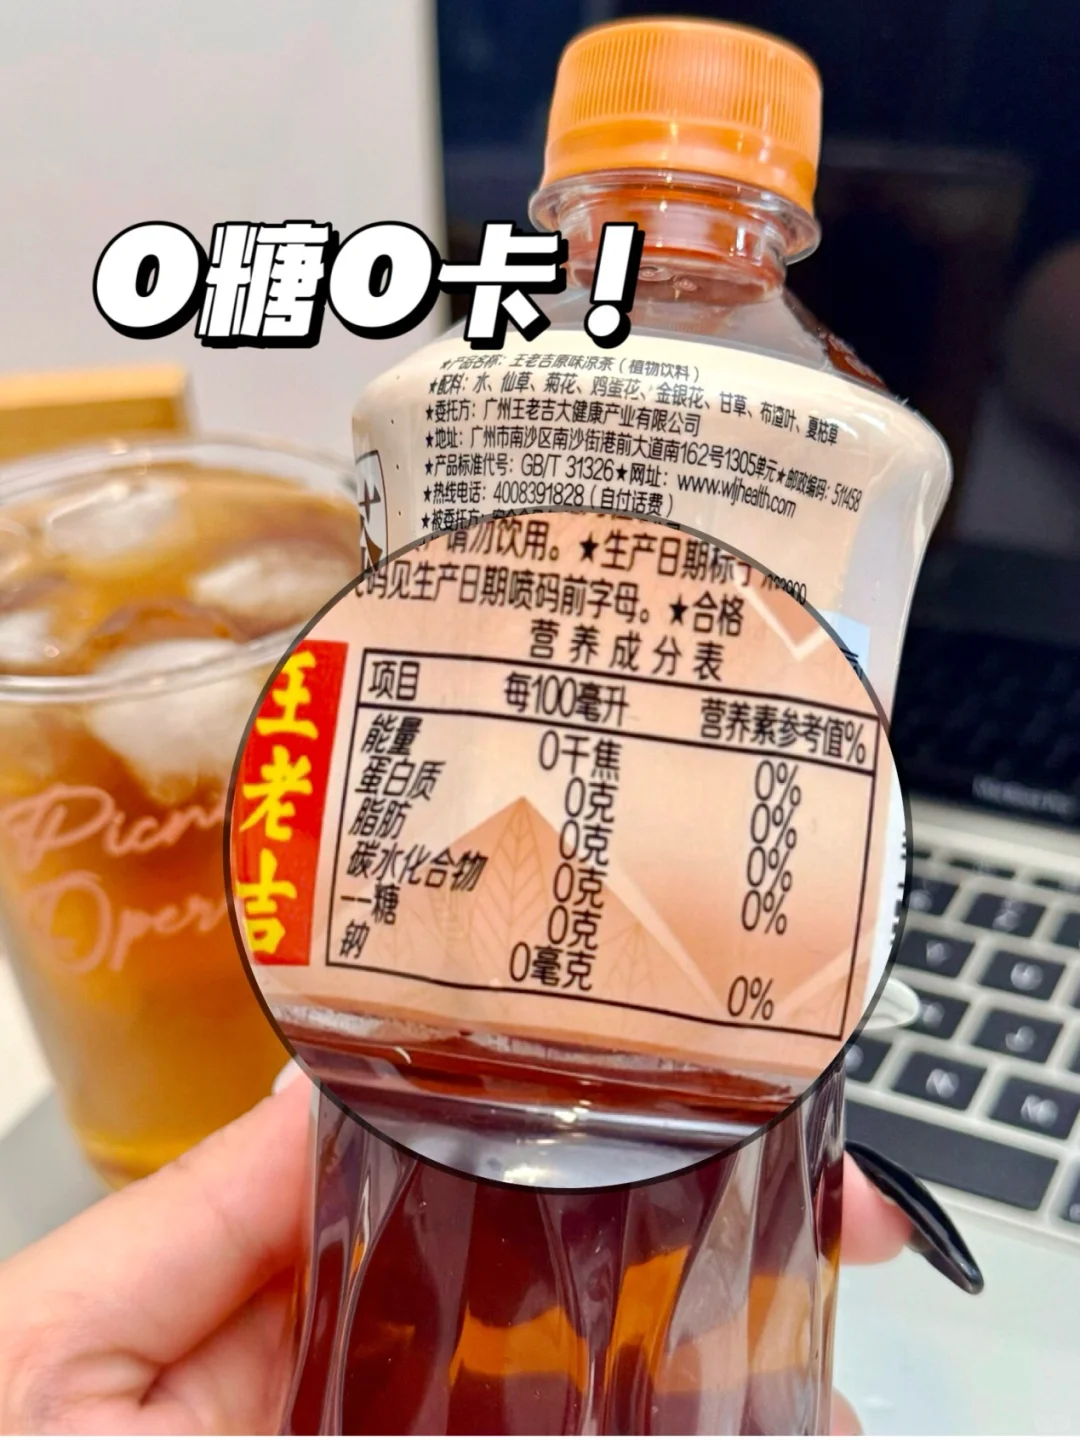 0糖0卡！
★产品名称：王老吉原味凉茶（植物饮料）
★配料：水、仙草、菊花、鸡蛋花、金银花、甘草、布渣叶、夏枯草
★委托方：广州王老吉大健康产业有限公司
★地址：广州市南沙区南沙街港前大道南162号1305单元★邮政编码：511458
★产品标准代号：GB/T 31326★网址：www.wljhealth.com
★热线电话：4008391828（自付话费）
★被委托方：
请勿饮用。★生产日期标于
码见生产日期喷码前字母。★合格
营养成分表
项目 每100毫升 营养素参考值%
能量 0千焦 0%
蛋白质 0克 0%
脂肪 0克 0%
碳水化合物 0克 0%
--糖 0克
钠 0毫克 0%
王老吉
Opera